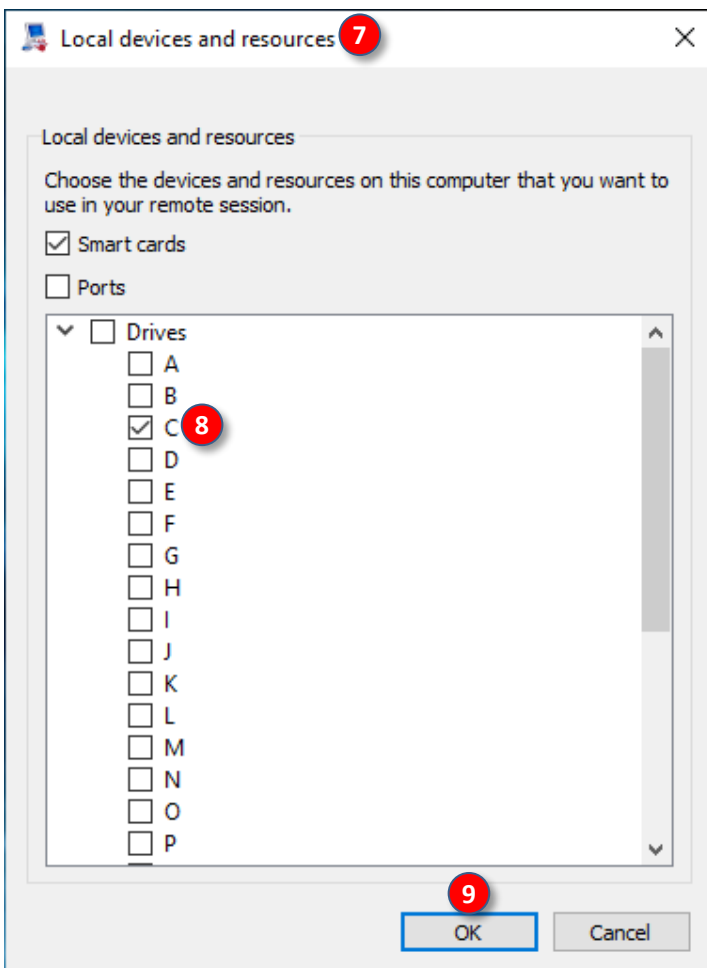 Local devices and resources 7
Local devices and resources
Choose the devices and resources on this computer that you want to
use in your remote session.
Smart cards
Ports
Drives
A
B
C 8
D
E
F
G
H
I
J
K
L
M
N
O
P
9
OK Cancel